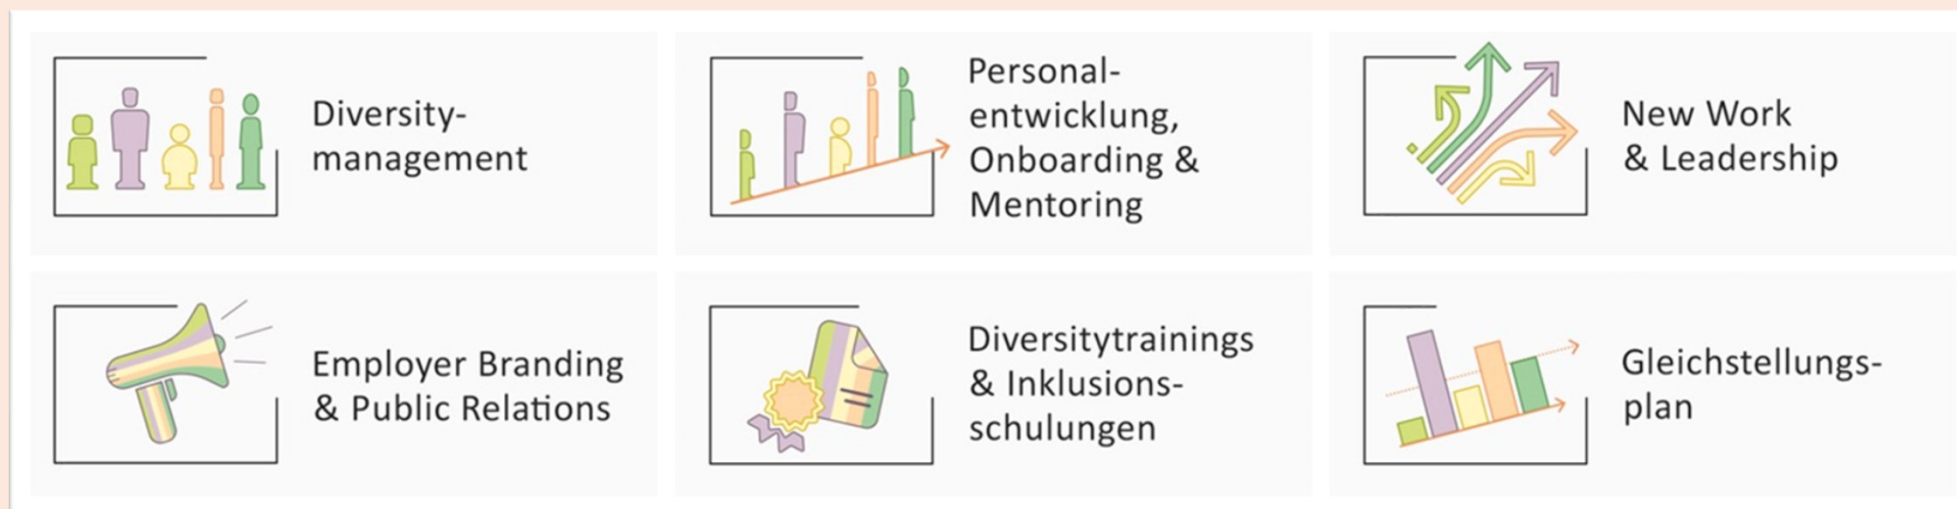 Diversity-
management
Personal-
entwicklung,
Onboarding &
Mentoring
New Work
& Leadership
Employer Branding
& Public Relations
Diversitytrainings
& Inklusions-
schulungen
Gleichstellungs-
plan